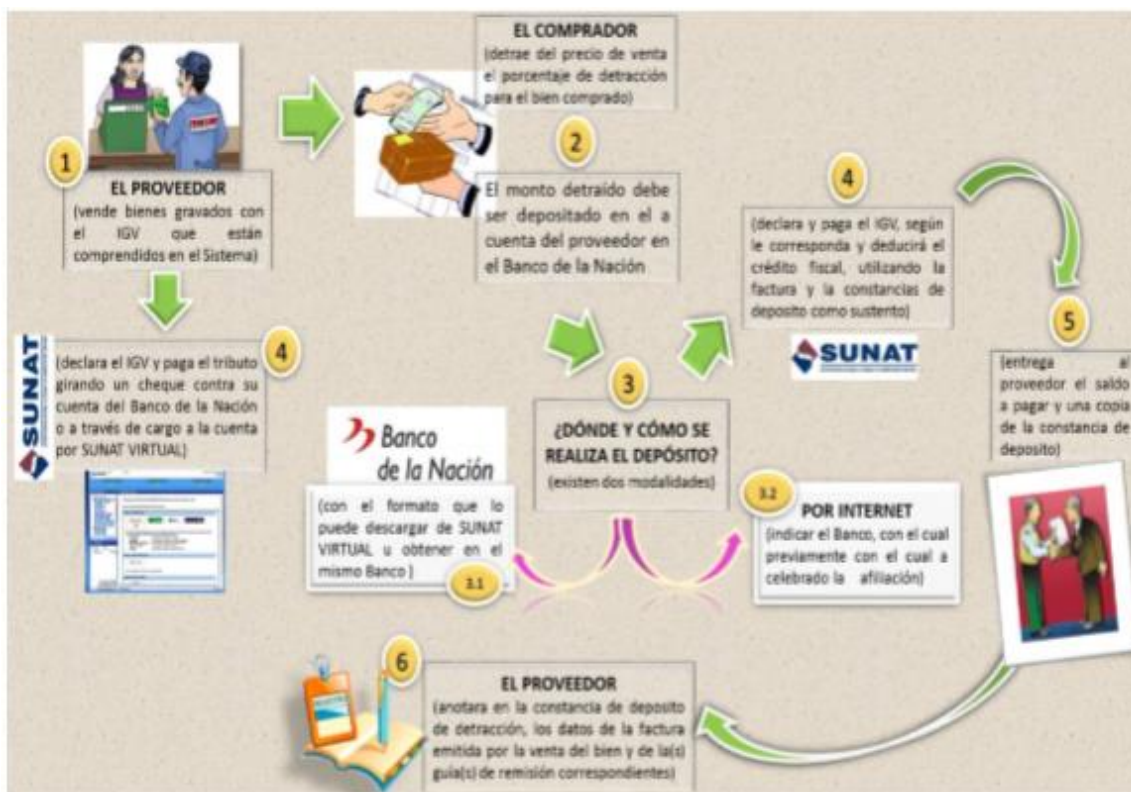 EL COMPRADOR
(detrae del precio de venta
el porcentaje de detracción
para el bien comprado)
1
EL PROVEEDOR
(vende bienes gravados con
el IGV que están
comprendidos en el Sistema)
2
El monto detraído debe
ser depositado en el a
cuenta del proveedor en
el Banco de la Nación
4
(declara y paga el IGV, según
le corresponda y deducirá el
crédito fiscal, utilizando la
factura y la constancias de
deposito como sustento)
SUNAT
SUNAT
4
(declara el IGV y paga el tributo
girando un cheque contra su
cuenta del Banco de la Nación
o a través de cargo a la cuenta
por SUNAT VIRTUAL)
3
¿DÓNDE Y CÓMO SE
REALIZA EL DEPÓSITO?
(existen dos modalidades)
5
(entrega al
proveedor el saldo
a pagar y una copia
de la constancia de
deposito)
Banco
de la Nación
(con el formato que lo
puede descargar de SUNAT
VIRTUAL u obtener en el
mismo Banco )
3.1
3.2
POR INTERNET
(indicar el Banco, con el cual
previamente con el cual a
celebrado la afiliación)
6
EL PROVEEDOR
(anotara en la constancia de deposito
de detracción, los datos de la factura
emitida por la venta del bien y de la(s)
guía(s) de remisión correspondientes)